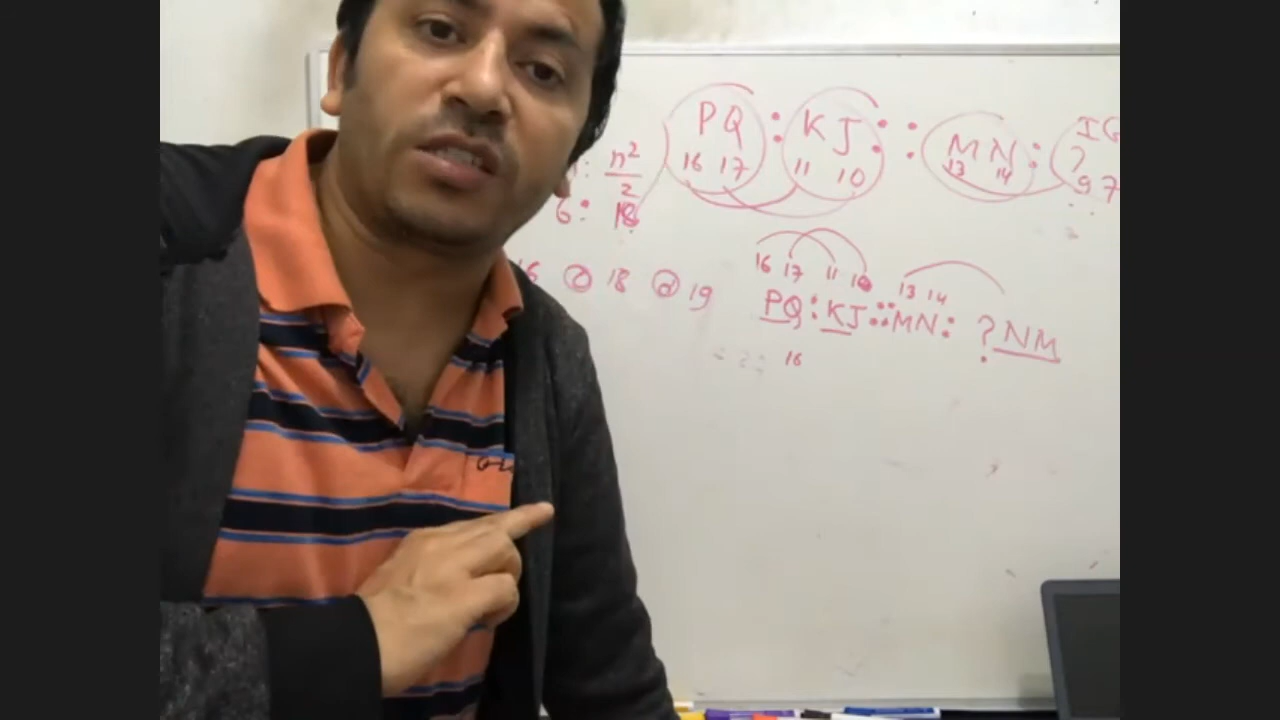 PQ : KJ :: MN : IG
16 17 11 10 13 14 ?
9 7
: n²
2
6 : 18
16 © 18 ⓓ 19
16 17 11 10 13 14
PQ : KJ :: MN : ? NM
16